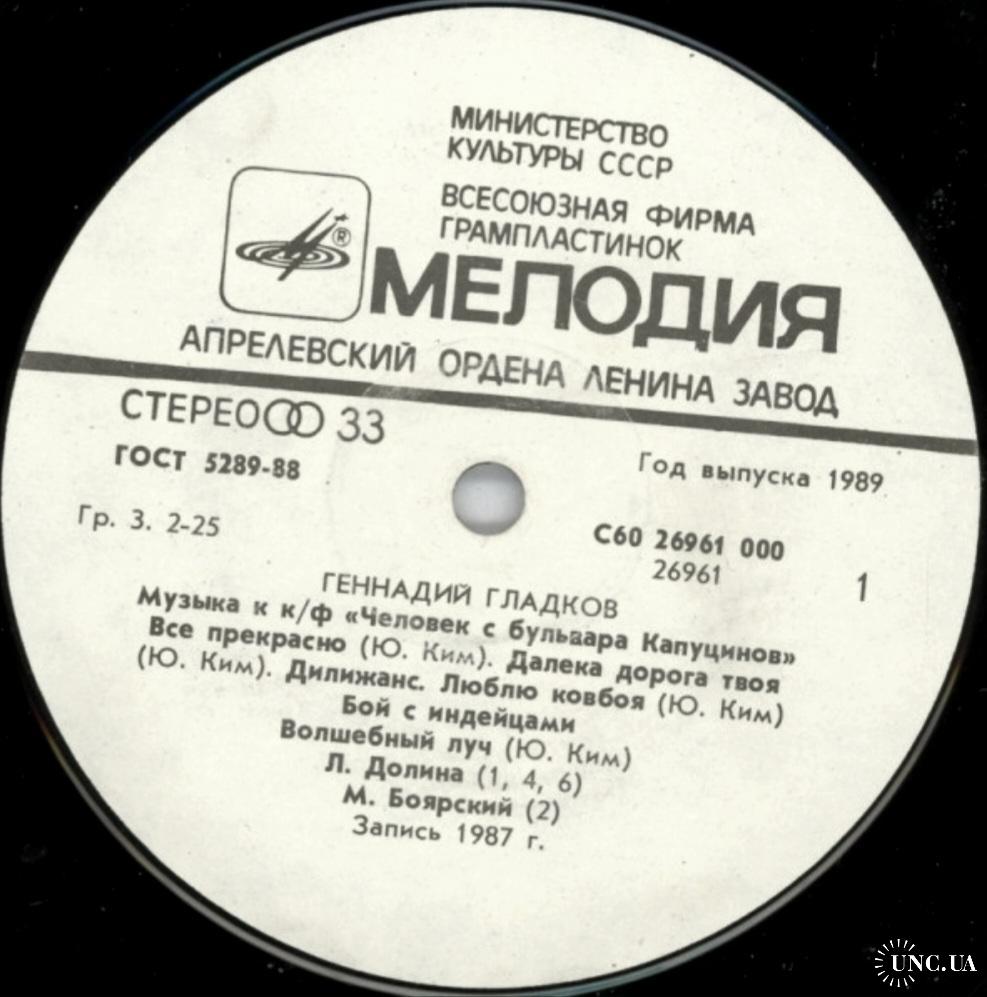 МИНИСТЕРСТВО
КУЛЬТУРЫ СССР
ВСЕСОЮЗНАЯ ФИРМА
ГРАМПЛАСТИНОК
®
МЕЛОДИЯ
АПРЕЛЕВСКИЙ ОРДЕНА ЛЕНИНА ЗАВОД
СТЕРЕО 33
ГОСТ 5289-88
Год выпуска 1989
Гр. 3. 2-25
С60 26961 000
26961
1
ГЕННАДИЙ ГЛАДКОВ
Музыка к к/ф «Человек с бульвара Капуцинов»
Все прекрасно (Ю. Ким). Далека дорога твоя
(Ю. Ким). Дилижанс. Люблю ковбоя (Ю. Ким)
Бой с индейцами
Волшебный луч (Ю. Ким)
Л. Долина (1, 4, 6)
М. Боярский (2)
Запись 1987 г.
UNC.UA